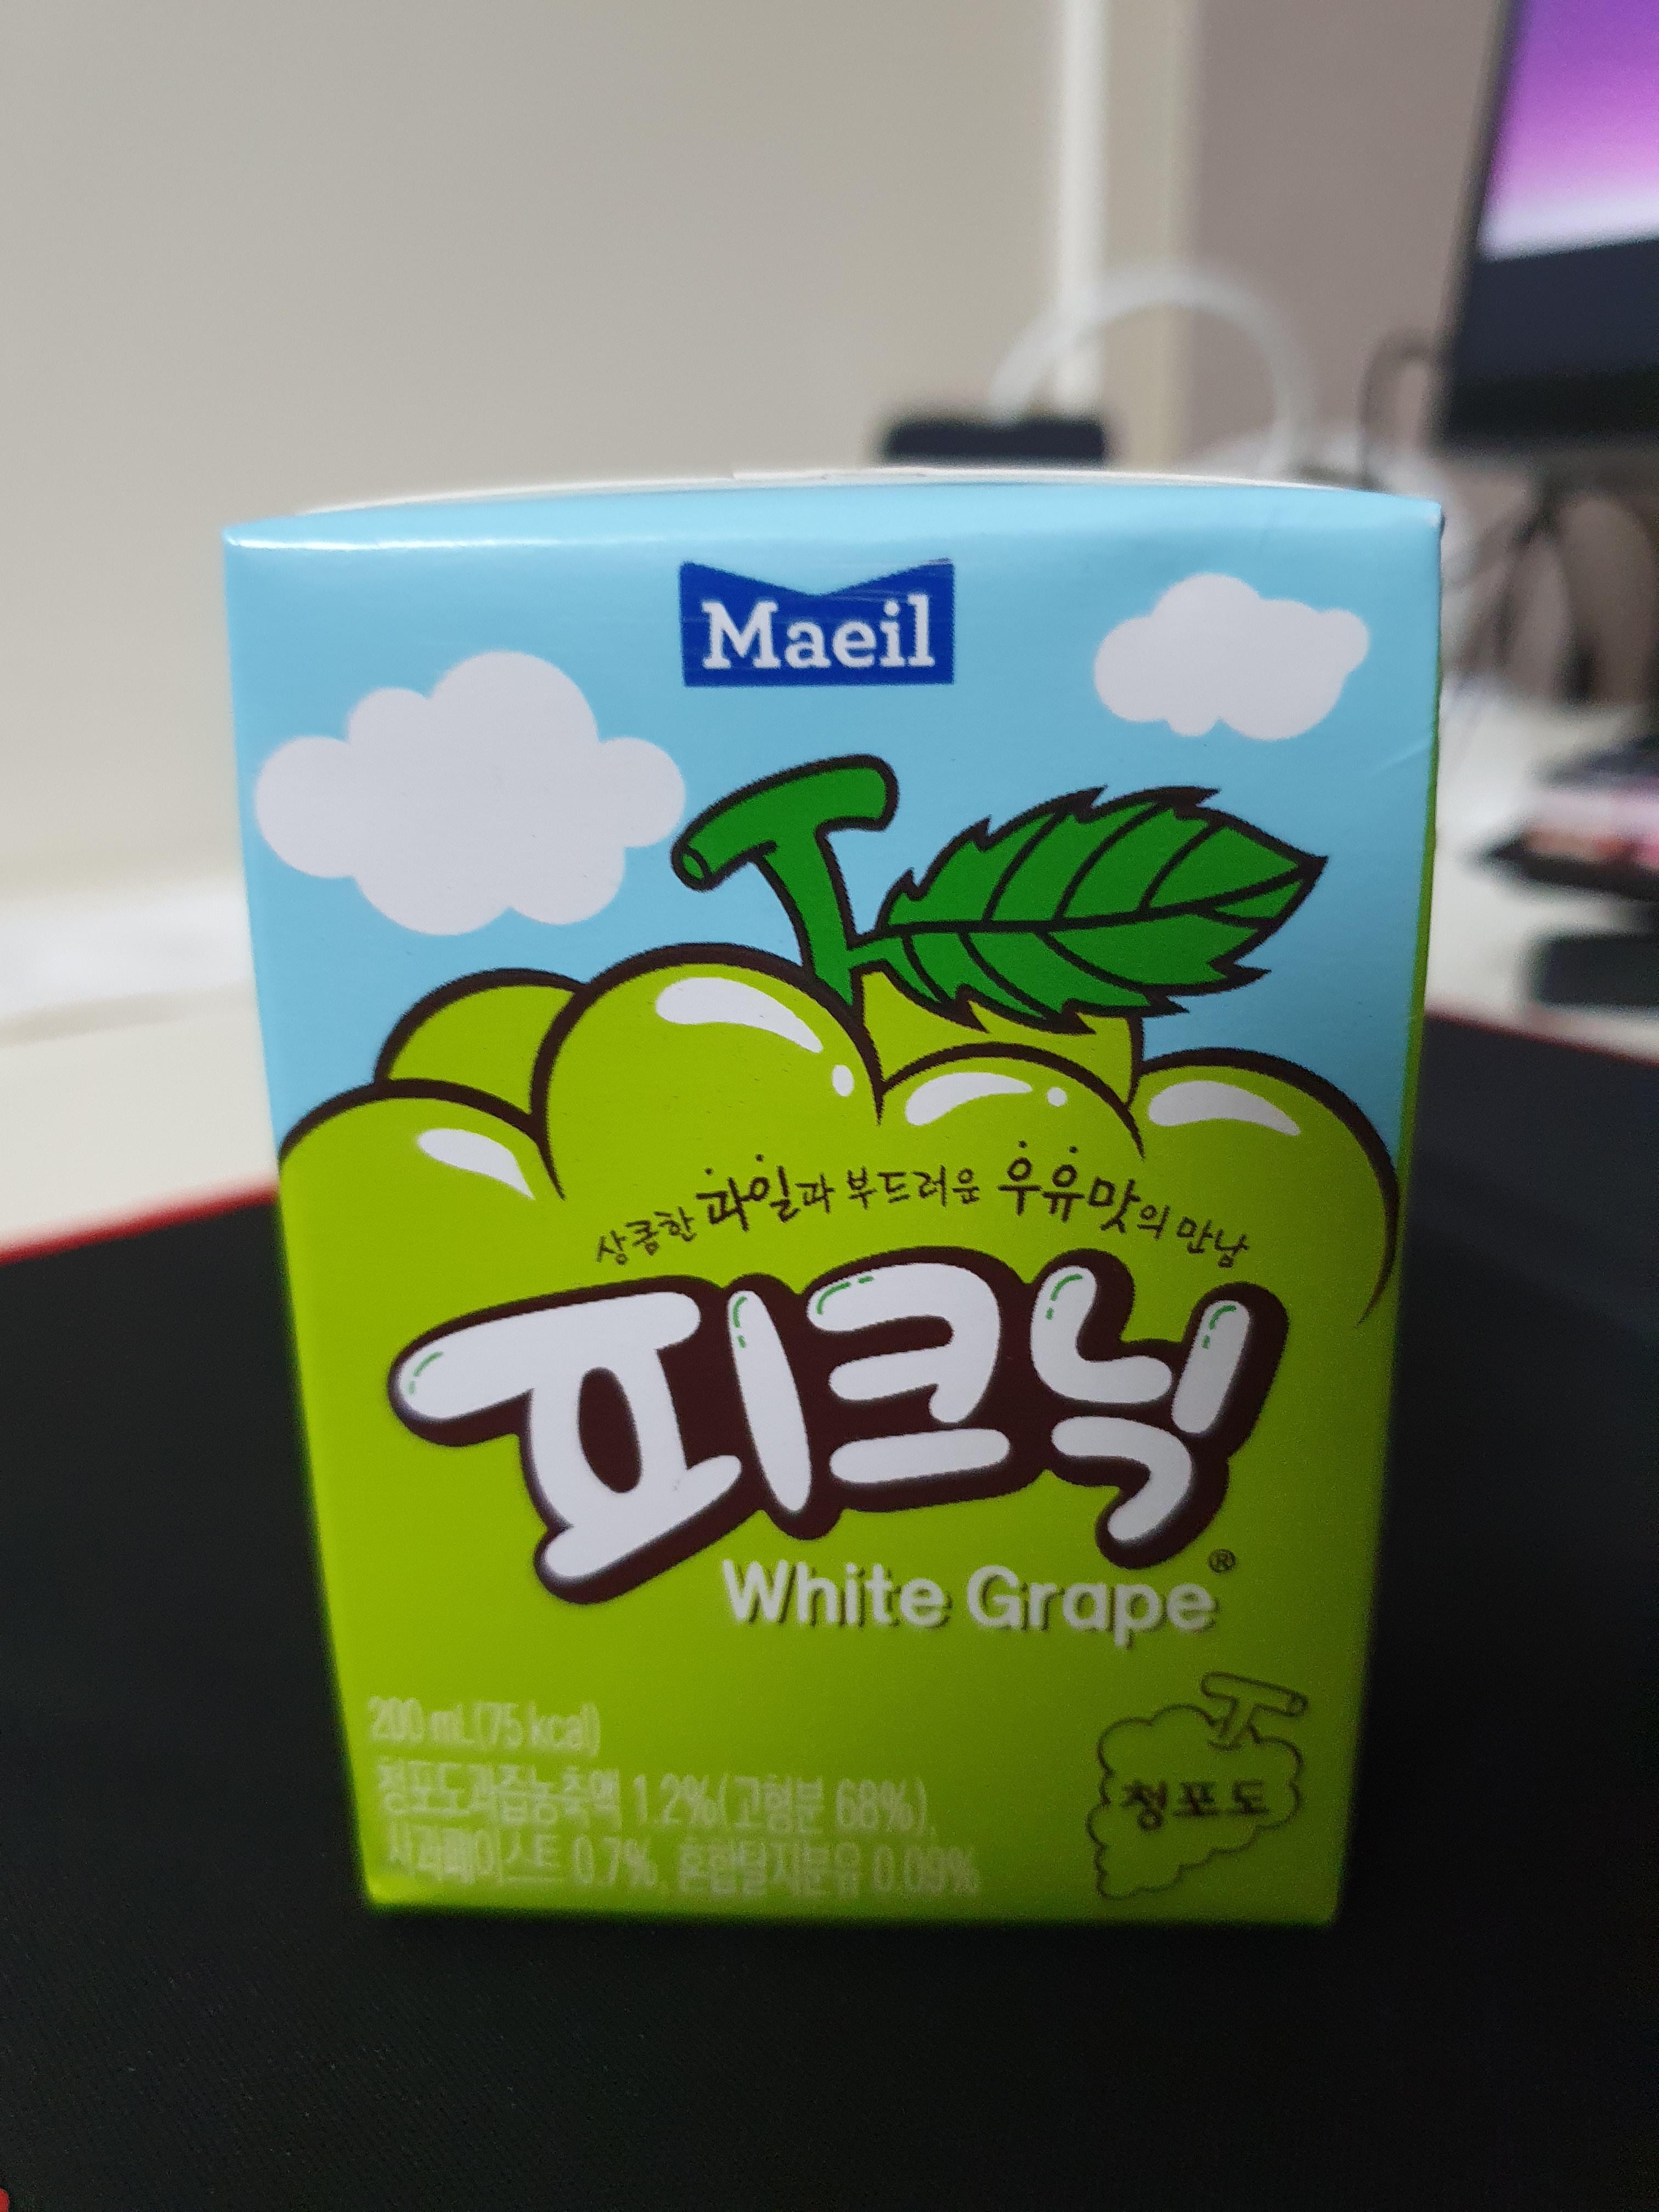 Maeil
상큼한 과일과 부드러운 우유맛의 만남
피크닉
®
White Grape
200 mL(75 kcal)
청포도과즙농축액 1.2%(고형분 68%),
사과페이스트 0.7%, 혼합탈지분유 0.09%
청포도